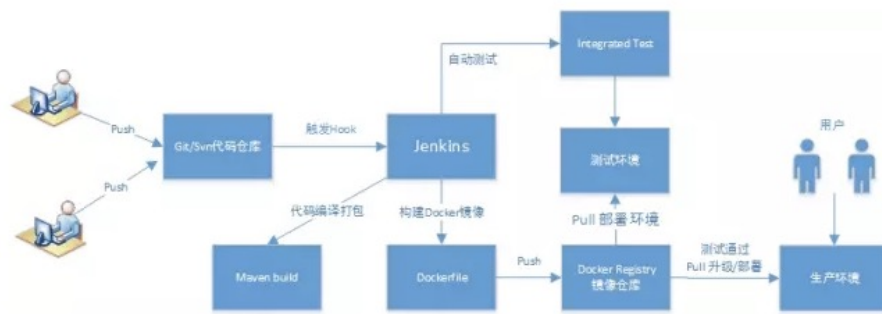 Integrated Test
自动测试
Push
Git/Svn代码仓库
触发Hook
Jenkins
测试环境
用户
Push
代码编译打包
构建Docker镜像
Pull 部署环境
Maven build
Dockerfile
Push
Docker Registry
镜像仓库
测试通过
Pull 升级/部署
生产环境